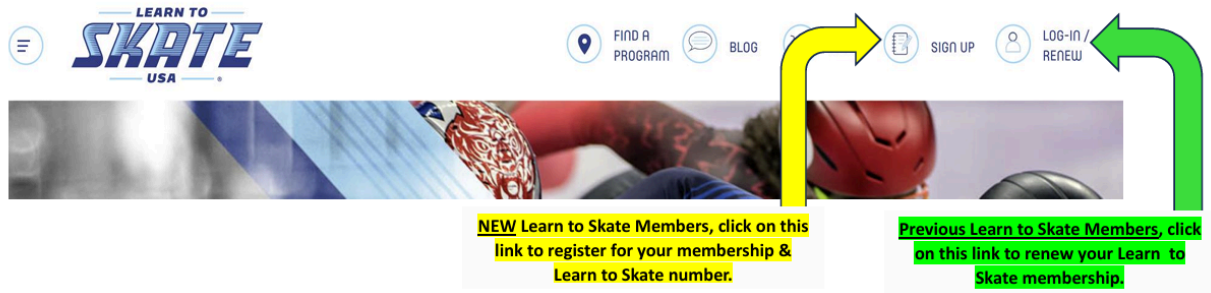 LEARN TO
SKATE
USA
FIND A
PROGRAM
BLOG
SIGN UP
LOG-IN /
RENEW
NEW Learn to Skate Members, click on this
link to register for your membership &
Learn to Skate number.
Previous Learn to Skate Members, click
on this link to renew your Learn to
Skate membership.